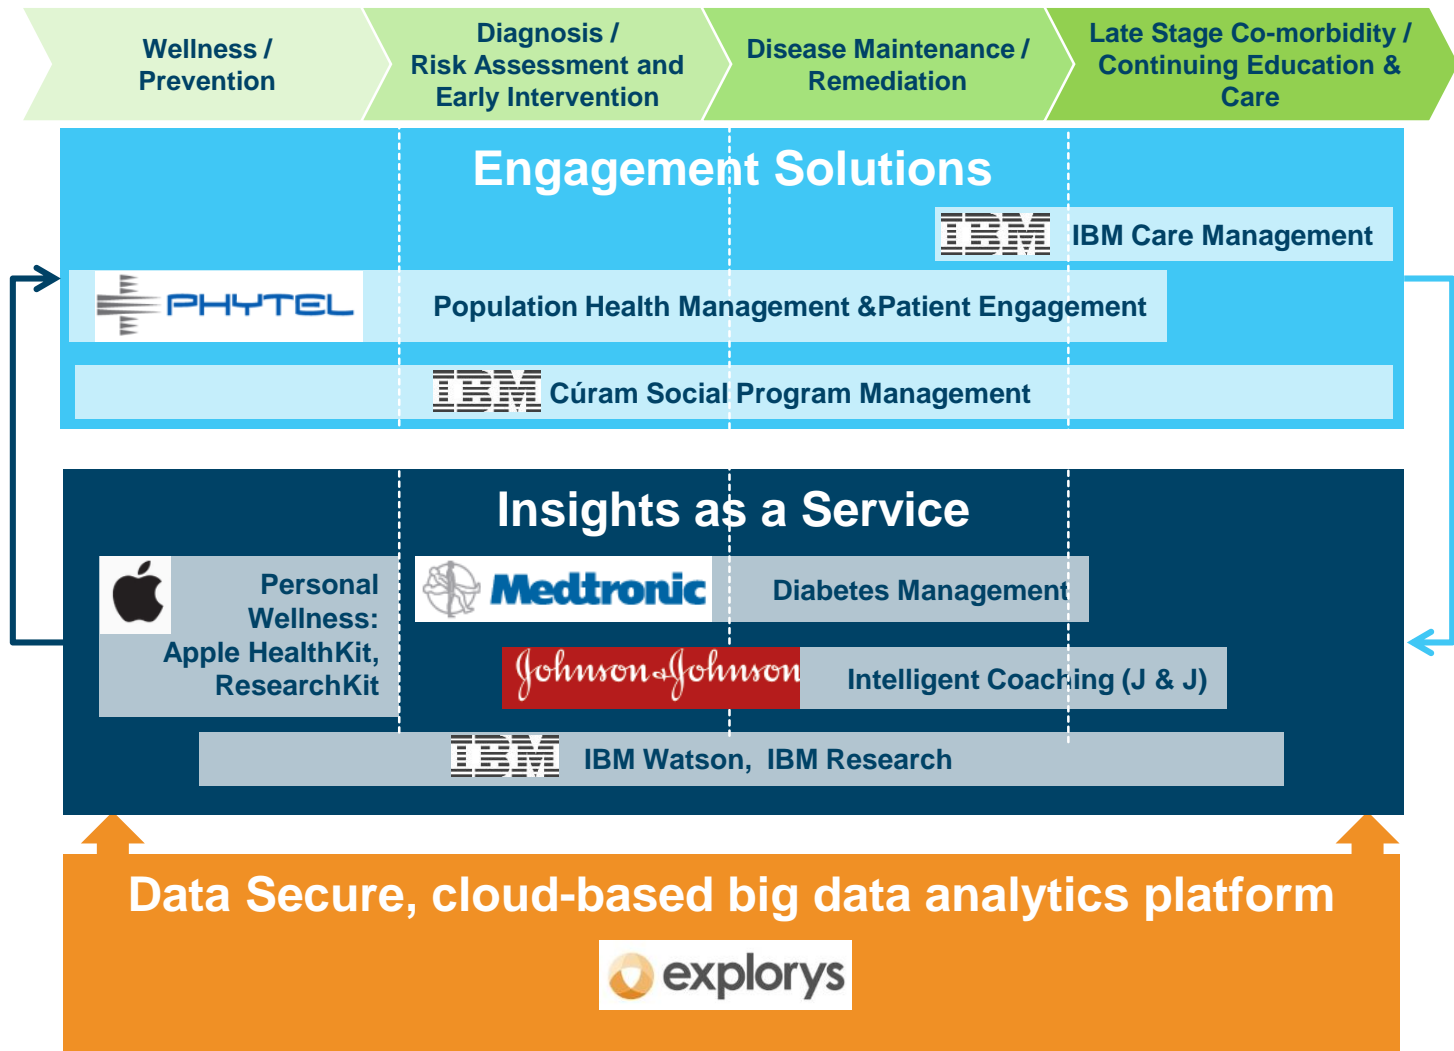 Wellness /
Prevention
Diagnosis /
Risk Assessment and
Early Intervention
Disease Maintenance /
Remediation
Late Stage Co-morbidity /
Continuing Education &
Care
Engagement Solutions
IBM IBM Care Management
PHYTEL Population Health Management &Patient Engagement
IBM Cúram Social Program Management
Insights as a Service
Personal
Wellness:
Apple HealthKit,
ResearchKit
Medtronic Diabetes Management
Johnson & Johnson Intelligent Coaching (J & J)
IBM IBM Watson, IBM Research
Data Secure, cloud-based big data analytics platform
explorys